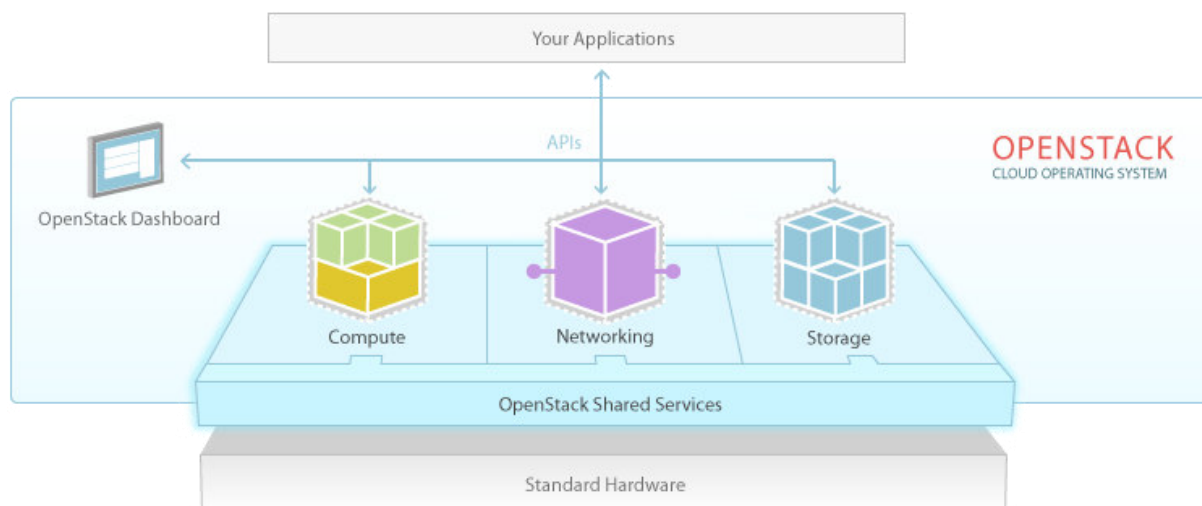 Your Applications
APIs
OPENSTACK
CLOUD OPERATING SYSTEM
OpenStack Dashboard
Compute
Networking
Storage
OpenStack Shared Services
Standard Hardware